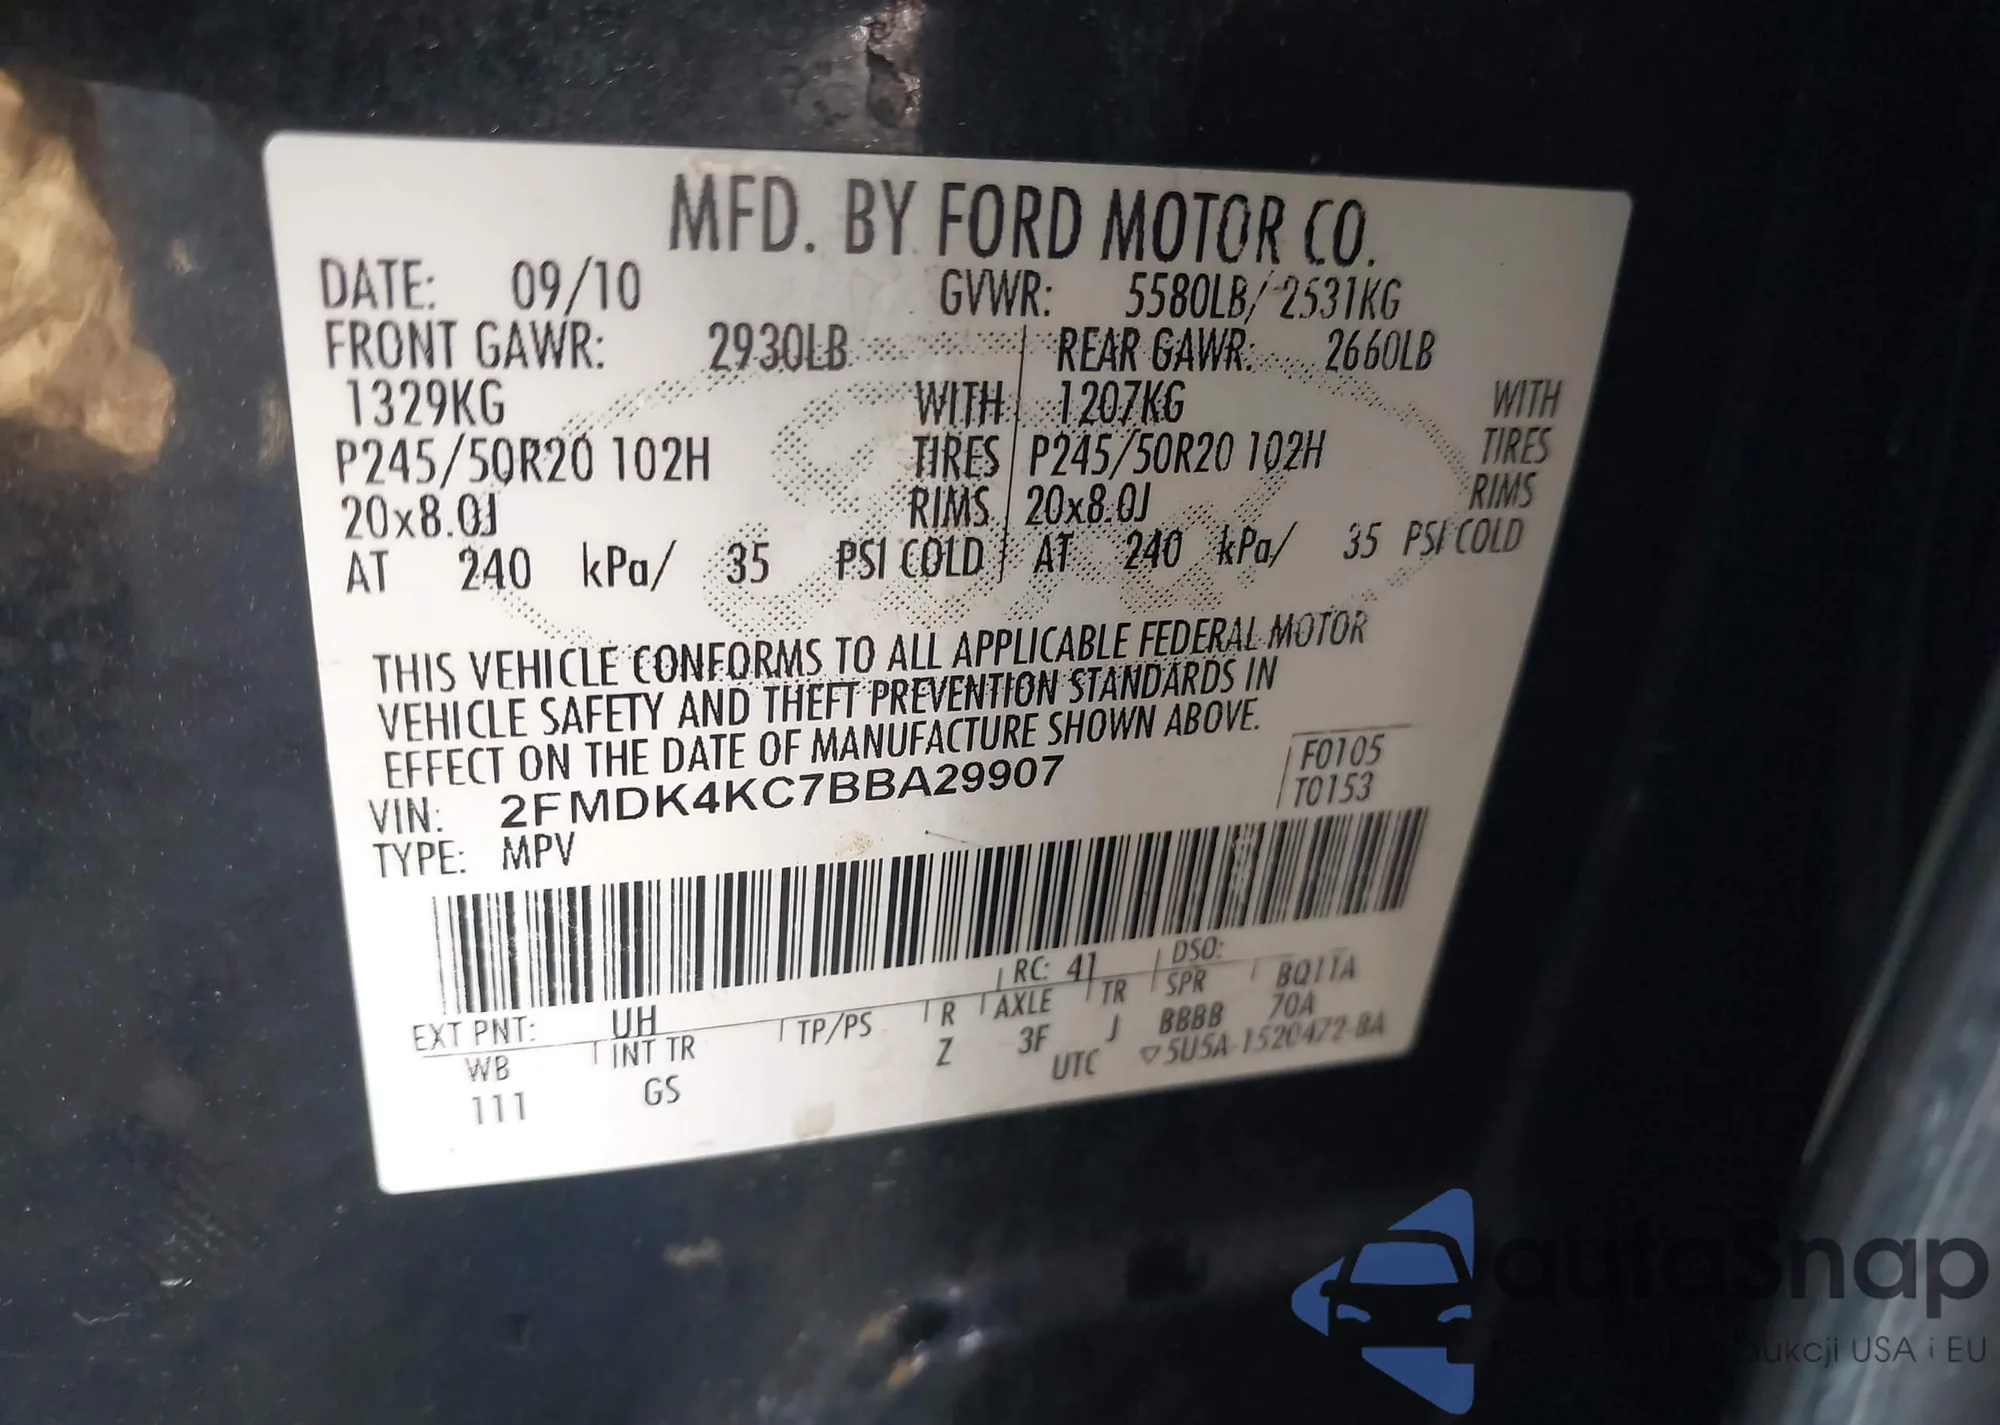 MFD. BY FORD MOTOR CO.
DATE: 09/10 GVWR: 5580LB/ 2531KG
FRONT GAWR: 2930LB REAR GAWR: 2660LB
1329KG WITH 1207KG WITH
P245/50R20 102H TIRES P245/50R20 102H TIRES
20x8.0J RIMS 20x8.0J RIMS
AT 240 kPa/ 35 PSI COLD AT 240 kPa/ 35 PSI COLD
THIS VEHICLE CONFORMS TO ALL APPLICABLE FEDERAL MOTOR
VEHICLE SAFETY AND THEFT PREVENTION STANDARDS IN
EFFECT ON THE DATE OF MANUFACTURE SHOWN ABOVE.
VIN: 2FMDK4KC7BBA29907 F0105
TYPE: MPV T0153
EXT PNT: UH RC: 41 DSO:
WB INT TR TP/PS R AXLE TR SPR BQ11A
111 GS Z 3F J BBBB 70A
UTC ▽5U5A-1520472-BA
autoSnap
aukcji USA i EU